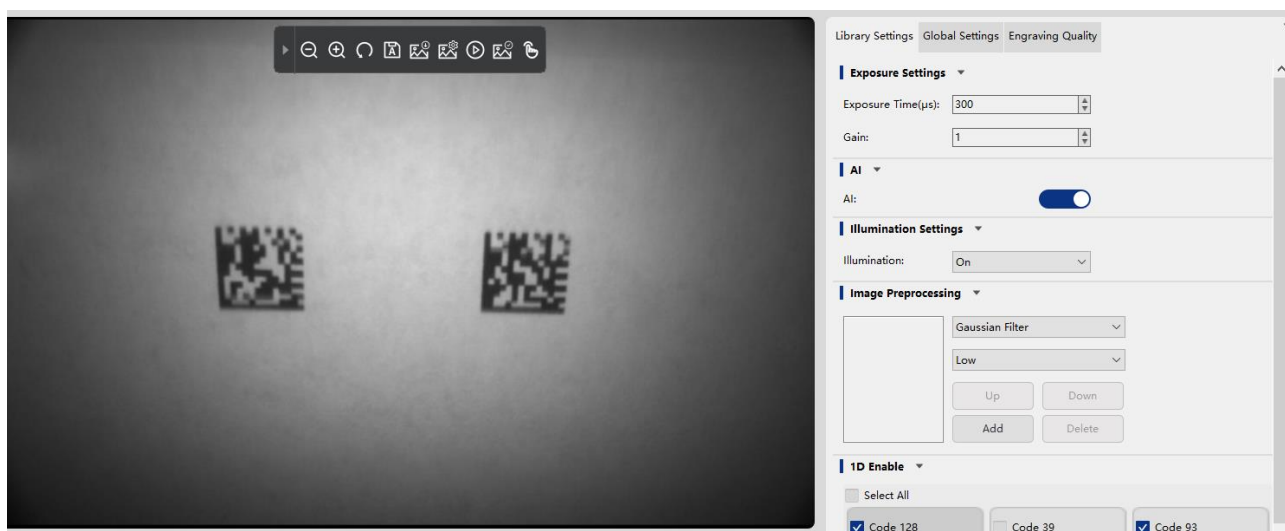 Library Settings Global Settings Engraving Quality
Exposure Settings
Exposure Time(μs): 300
Gain: 1
AI
AI:
Illumination Settings
Illumination: On
Image Preprocessing
Gaussian Filter
Low
Up Down
Add Delete
1D Enable
Select All
Code 128 Code 39 Code 93